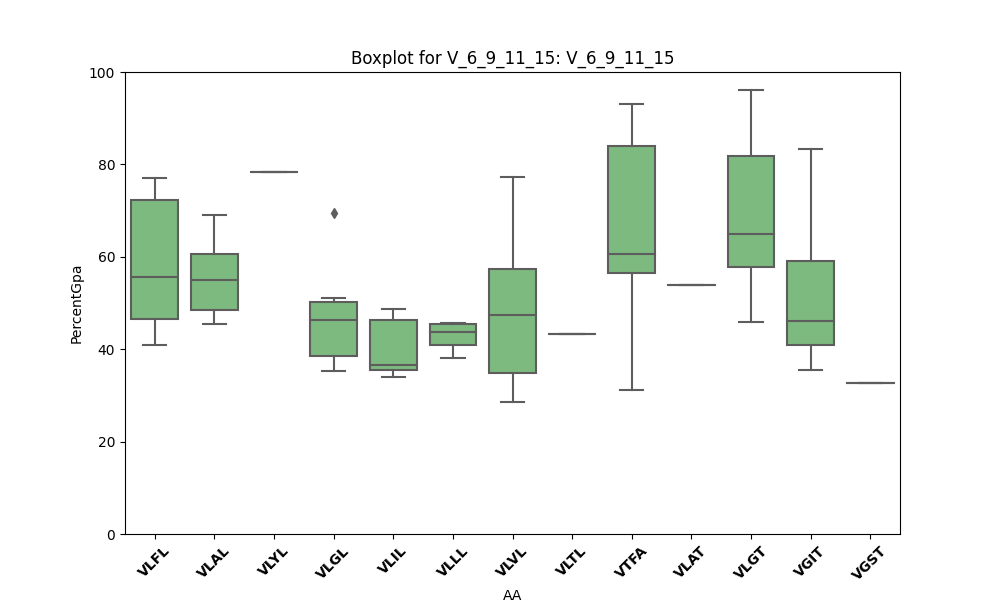 Boxplot for V_6_9_11_15: V_6_9_11_15
100
80
60
40
20
0
PercentGpa
VLFL
VLAL
VLYL
VLGL
VLIL
VLLL
VLVL
VLTL
VTFA
VLAT
VLGT
VGIT
VGST
AA